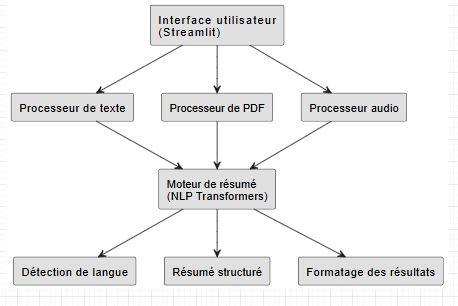 Interface utilisateur
(Streamlit)
Processeur de texte
Processeur de PDF
Processeur audio
Moteur de résumé
(NLP Transformers)
Détection de langue
Résumé structuré
Formatage des résultats